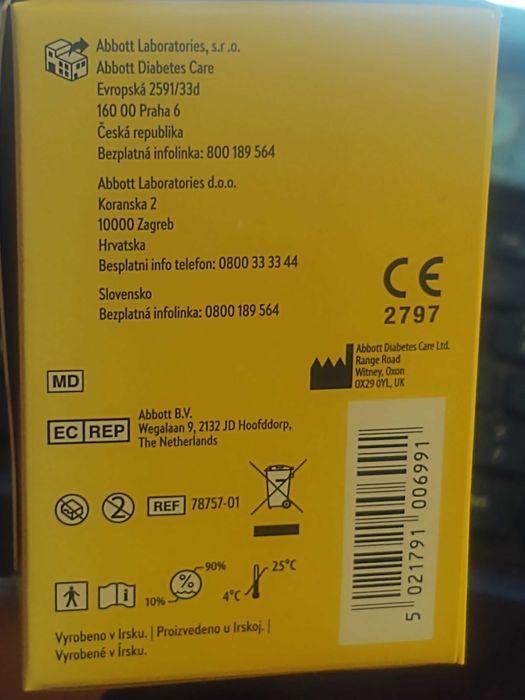 Abbott Laboratories, s.r.o.
Abbott Diabetes Care
Evropská 2591/33d
160 00 Praha 6
Česká republika
Bezplatná infolinka: 800 189 564
Abbott Laboratories d.o.o.
Koranska 2
10000 Zagreb
Hrvatska
Besplatni info telefon: 0800 33 33 44
Slovensko
Bezplatná infolinka: 0800 189 564
CE
2797
Abbott Diabetes Care Ltd.
Range Road
Witney, Oxon
OX29 0YL, UK
MD
EC REP
Abbott B.V.
Wegalaan 9, 2132 JD Hoofddorp,
The Netherlands
2
REF 78757-01
5 021791 006991
i
10% % 90%
4°C 25°C
Vyrobeno v Irsku. | Proizvedeno u Irskoj. |
Vyrobené v Írsku.